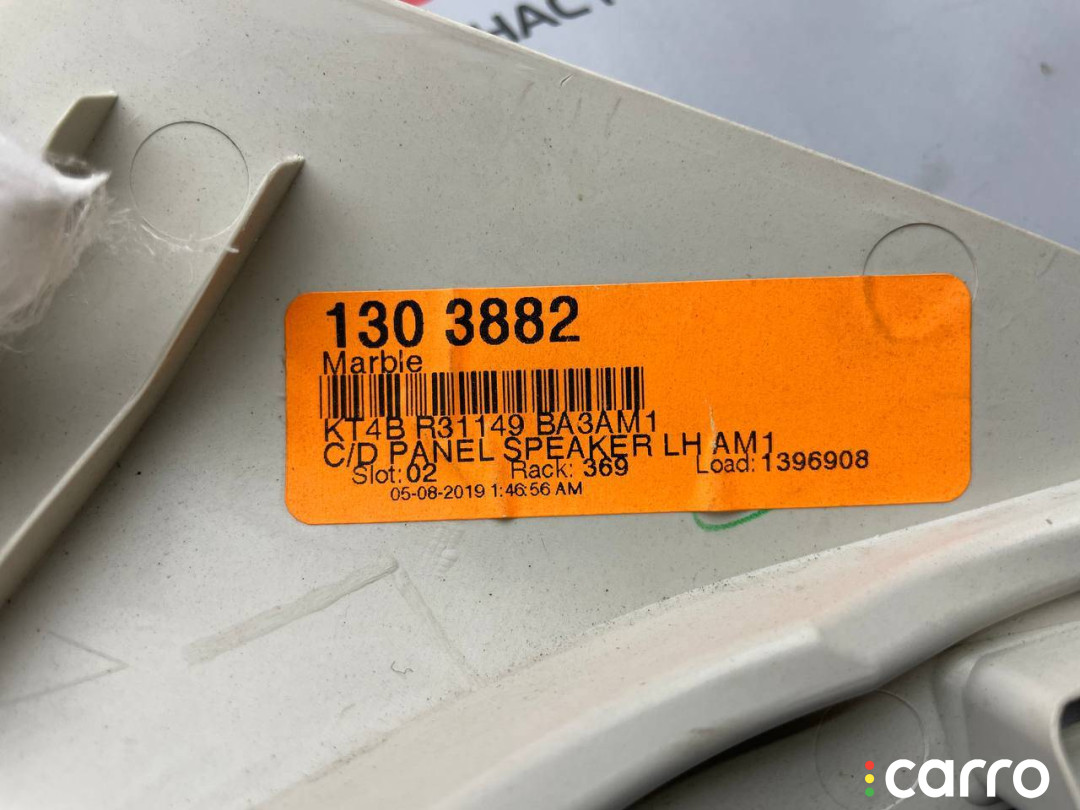 НАСТ
130 3882
Marble
KT4B R31149 BA3AM1
C/D PANEL SPEAKER LH AM1
Slot: 02 Rack: 369 Load: 1396908
05-08-2019 1:46:56 AM
carro